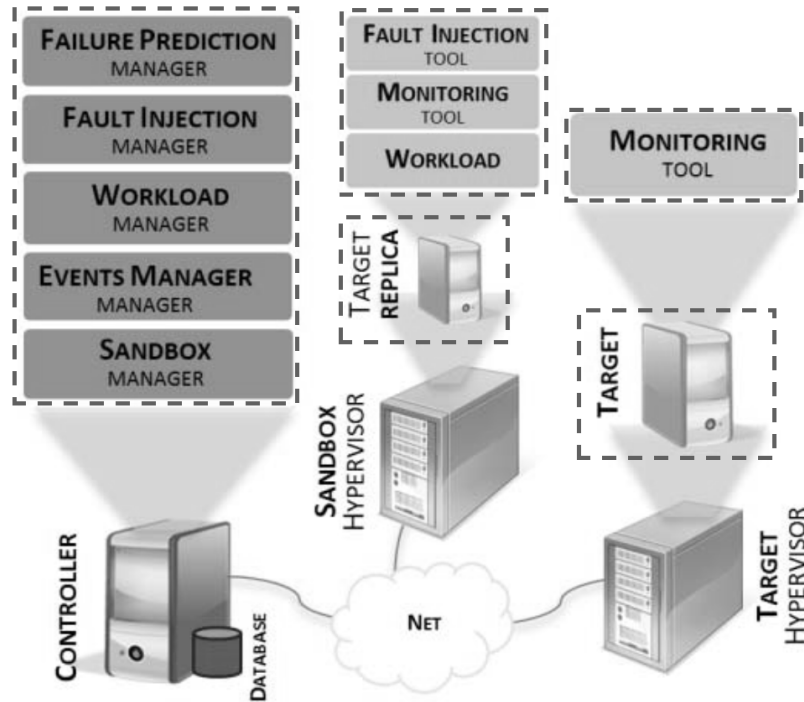 FAILURE PREDICTION
MANAGER
FAULT INJECTION
MANAGER
WORKLOAD
MANAGER
EVENTS MANAGER
MANAGER
SANDBOX
MANAGER
CONTROLLER
DATABASE
FAULT INJECTION
TOOL
MONITORING
TOOL
WORKLOAD
TARGET
REPLICA
SANDBOX
HYPERVISOR
NET
MONITORING
TOOL
TARGET
TARGET
HYPERVISOR